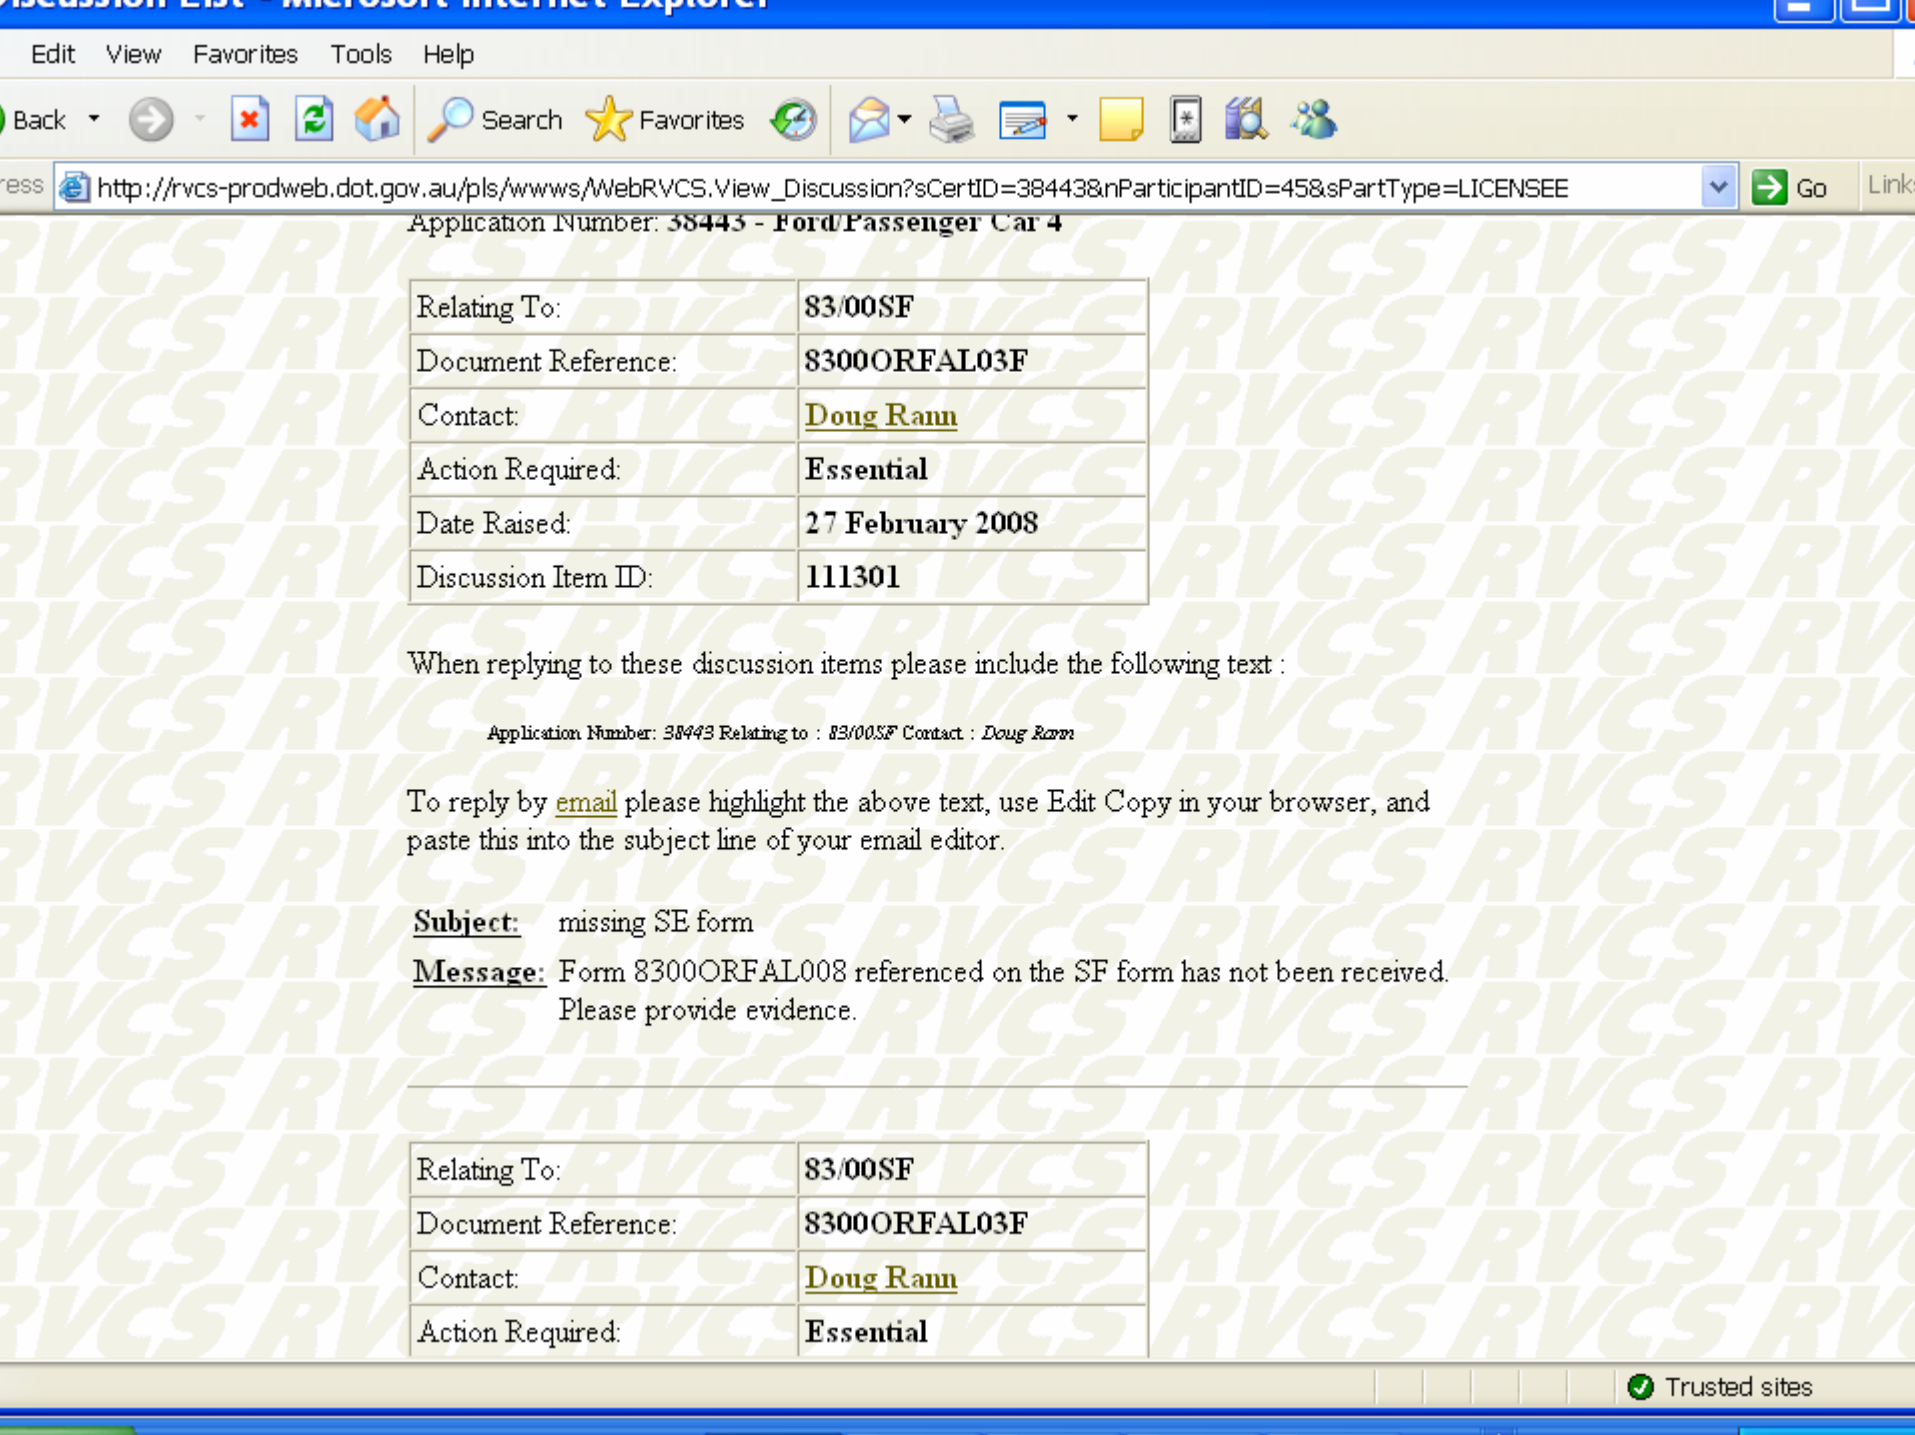 Discussion List - Microsoft Internet Explorer
Edit View Favorites Tools Help
Back Search Favorites
ress http://rvcs-prodweb.dot.gov.au/pls/wwws/WebRVCS.View_Discussion?sCertID=38443&nParticipantID=45&sPartType=LICENSEE Go Links
Application Number: 38443 - Ford/Passenger Car 4
Relating To: 83/00SF
Document Reference: 8300ORFAL03F
Contact: Doug Rann
Action Required: Essential
Date Raised: 27 February 2008
Discussion Item ID: 111301
When replying to these discussion items please include the following text :
Application Number: 38443 Relating to : 83/00SF Contact : Doug Rann
To reply by email please highlight the above text, use Edit Copy in your browser, and
paste this into the subject line of your email editor.
Subject: missing SE form
Message: Form 8300ORFAL008 referenced on the SF form has not been received.
Please provide evidence.
Relating To: 83/00SF
Document Reference: 8300ORFAL03F
Contact: Doug Rann
Action Required: Essential
Trusted sites